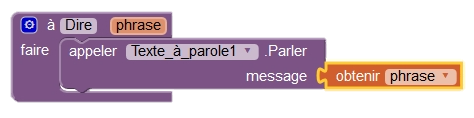 à Dire phrase
faire appeler Texte_à_parole1 .Parler
message obtenir phrase